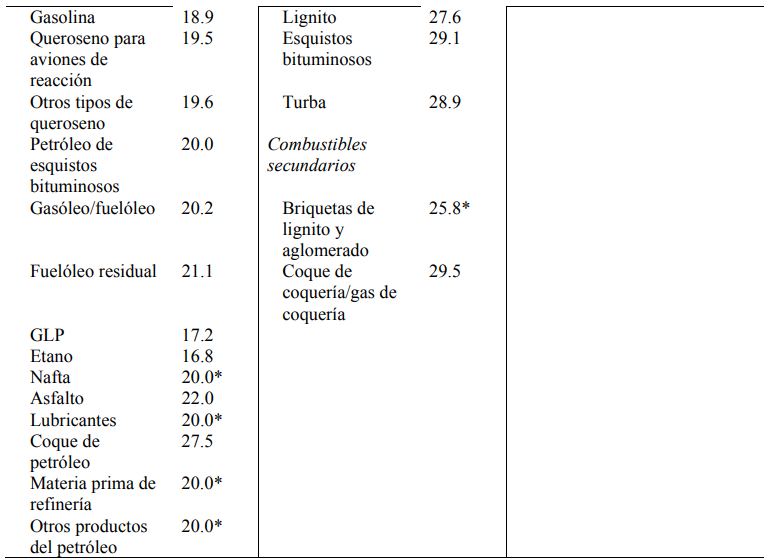 Gasolina 18.9
Queroseno para 19.5
aviones de
reacción
Otros tipos de 19.6
queroseno
Petróleo de 20.0
esquistos
bituminosos
Gasóleo/fuelóleo 20.2
Fuelóleo residual 21.1
GLP 17.2
Etano 16.8
Nafta 20.0*
Asfalto 22.0
Lubricantes 20.0*
Coque de 27.5
petróleo
Materia prima de 20.0*
refinería
Otros productos 20.0*
del petróleo
Lignito 27.6
Esquistos 29.1
bituminosos
Turba 28.9
Combustibles
secundarios
Briquetas de 25.8*
lignito y
aglomerado
Coque de 29.5
coquería/gas de
coquería